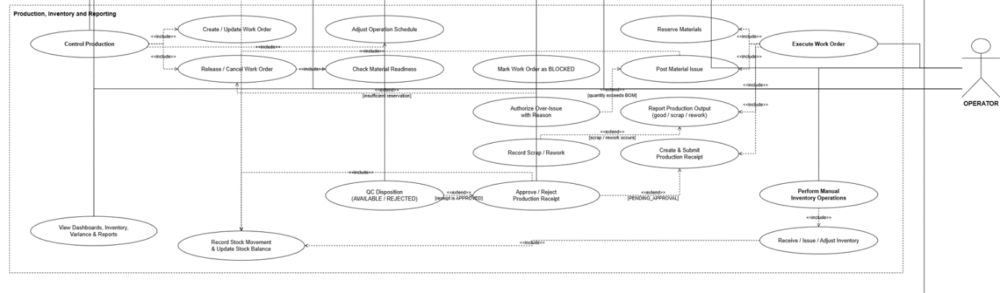 Production, Inventory and Reporting
Create / Update Work Order
Adjust Operation Schedule
Reserve Materials
<<include>>
<<include>>
Control Production
Execute Work Order
<<include>>
<<include>>
<<include>>
<<include>>
Release / Cancel Work Order
<<include>>
Check Material Readiness
Mark Work Order as BLOCKED
Post Material Issue
<<include>>
<<extend>>
[insufficient reservation]
<<extend>>
[quantity exceeds BOM]
OPERATOR
<<include>>
Authorize Over-Issue
with Reason
Report Production Output
(good / scrap / rework)
<<extend>>
[scrap / rework occurs]
Record Scrap / Rework
Create & Submit
Production Receipt
<<include>>
QC Disposition
(AVAILABLE / REJECTED)
<<extend>>
[receipt is APPROVED]
Approve / Reject
Production Receipt
<<extend>>
[PENDING_APPROVAL]
Perform Manual
Inventory Operations
<<include>>
View Dashboards, Inventory,
Variance & Reports
Record Stock Movement
& Update Stock Balance
<<include>>
Receive / Issue / Adjust Inventory